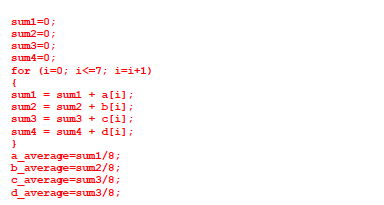 sum1=0;
sum2=0;
sum3=0;
sum4=0;
for (i=0; i<=7; i=i+1)
{
sum1 = sum1 + a[i];
sum2 = sum2 + b[i];
sum3 = sum3 + c[i];
sum4 = sum4 + d[i];
}
a_average=sum1/8;
b_average=sum2/8;
c_average=sum3/8;
d_average=sum3/8;